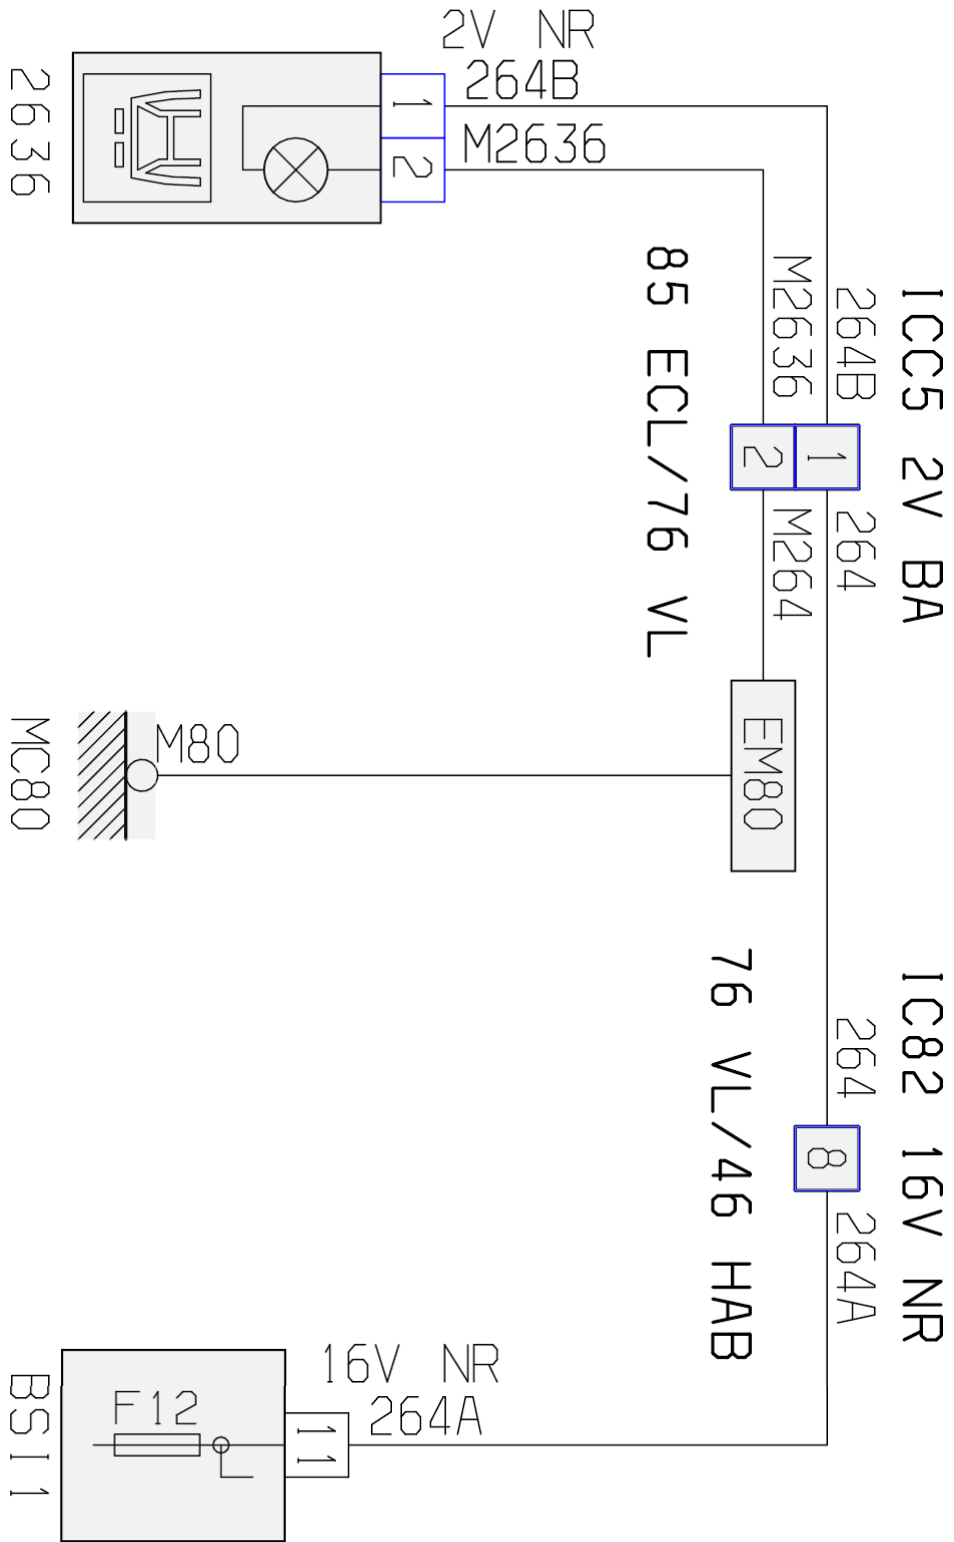 2V NR
264B
1
M2636
2
2636
M2636
264B
ICC5 2V BA
85 ECL/76 VL
2
1
M264
264
EM80
M80
MC80
76 VL/46 HAB
264
IC82 16V NR
8
264A
16V NR
264A
F12
11
BSI1